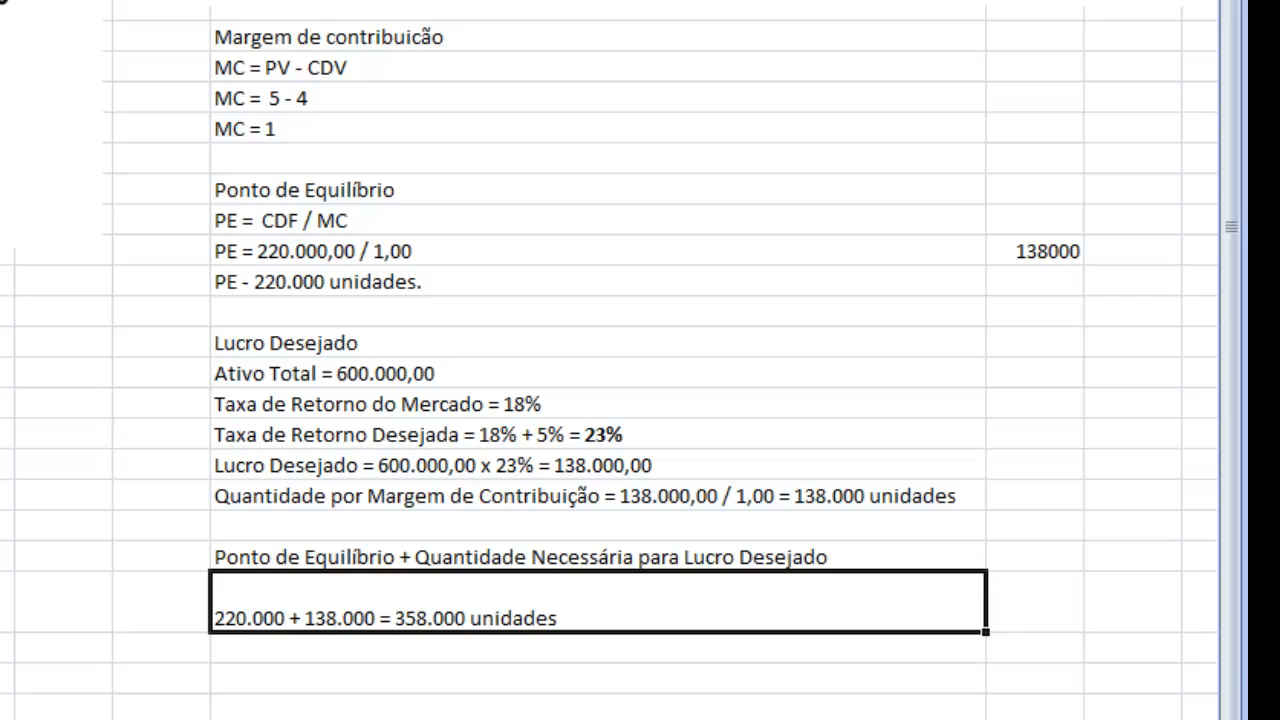 Margem de contribuicão
MC = PV - CDV
MC =  5 - 4
MC = 1
Ponto de Equilíbrio
PE =  CDF / MC
PE = 220.000,00 / 1,00
138000
PE - 220.000 unidades.
Lucro Desejado
Ativo Total = 600.000,00
Taxa de Retorno do Mercado = 18%
Taxa de Retorno Desejada = 18% + 5% = 23%
Lucro Desejado = 600.000,00 x 23% = 138.000,00
Quantidade por Margem de Contribuição = 138.000,00 / 1,00 = 138.000 unidades
Ponto de Equilíbrio + Quantidade Necessária para Lucro Desejado
220.000 + 138.000 = 358.000 unidades